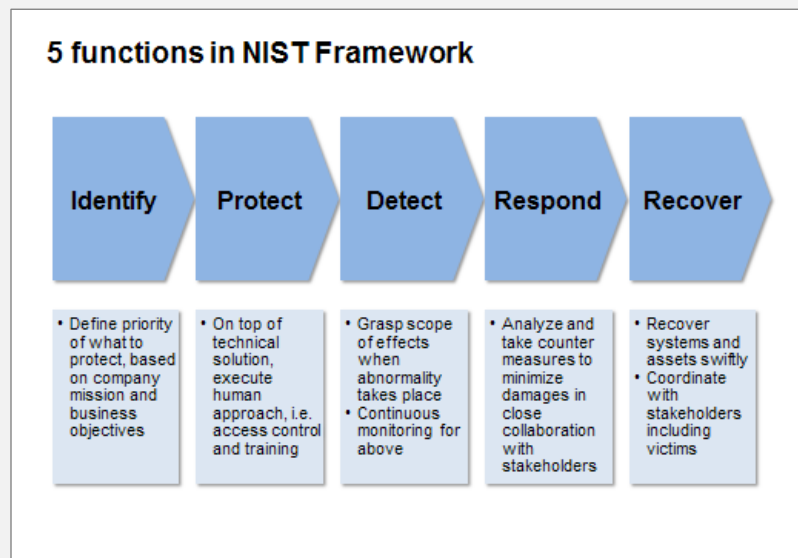 5 functions in NIST Framework
Identify
Protect
Detect
Respond
Recover
• Define priority
of what to
protect, based
on company
mission and
business
objectives
• On top of
technical
solution,
execute
human
approach, i.e.
access control
and training
• Grasp scope
of effects
when
abnormality
takes place
• Continuous
monitoring for
above
• Analyze and
take counter
measures to
minimize
damages in
close
collaboration
with
stakeholders
• Recover
systems and
assets swiftly
• Coordinate
with
stakeholders
including
victims